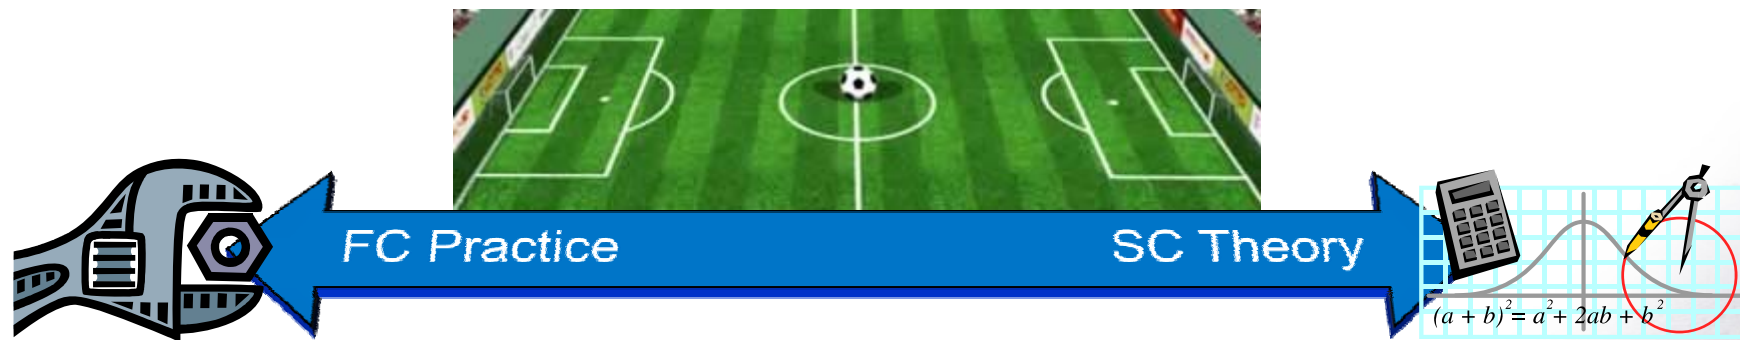 FC Practice
SC Theory
(a + b)² = a² + 2ab + b²